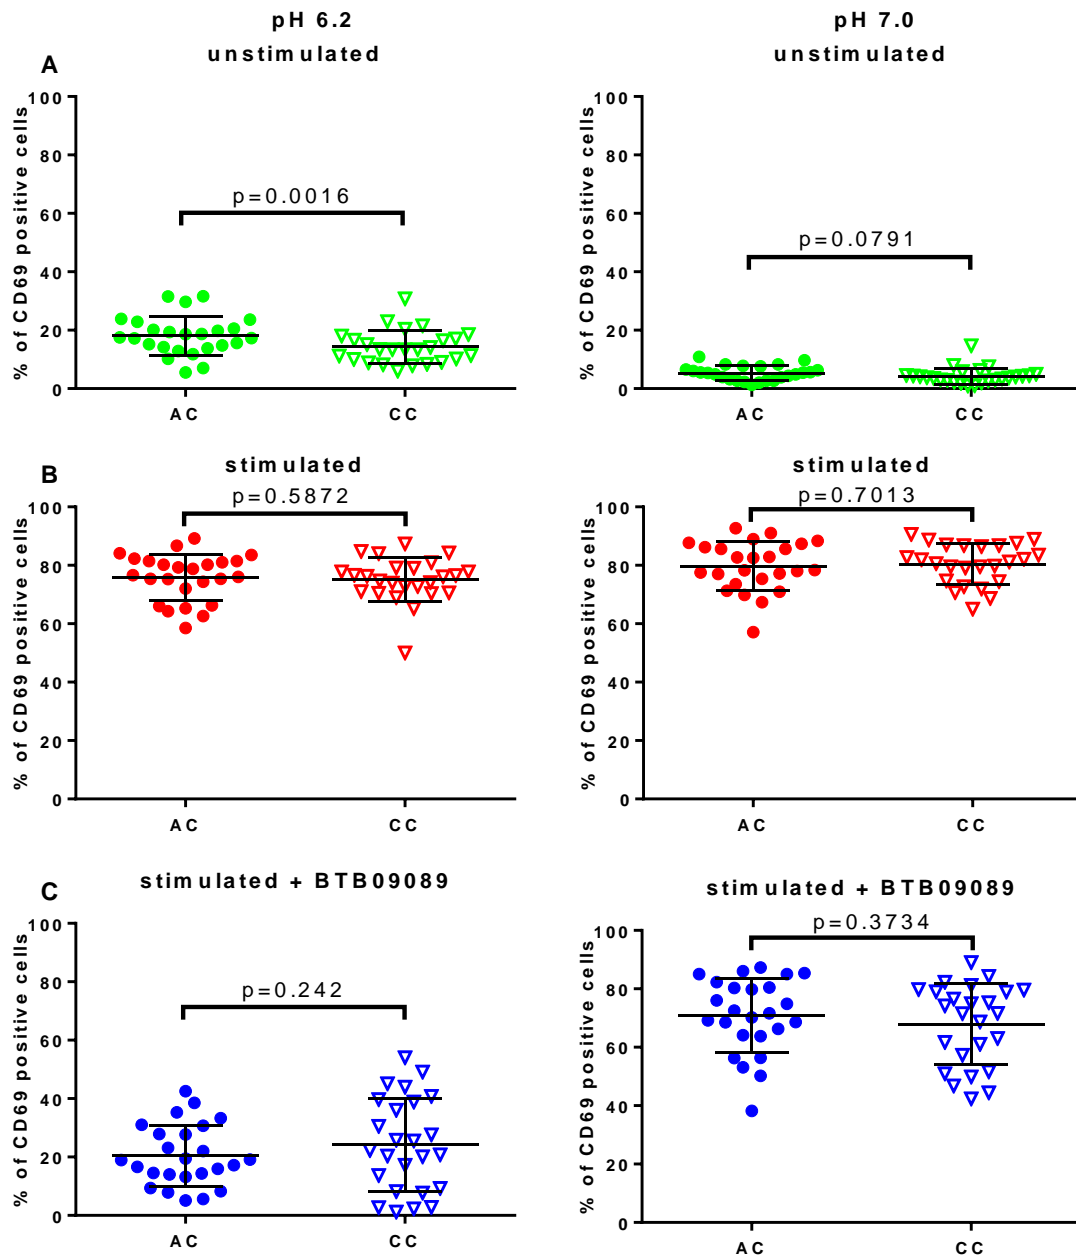 pH 6.2
unstimulated
pH 7.0
unstimulated
A
% of CD69 positive cells
100
80
60
40
20
0
p=0.0016
AC
CC
% of CD69 positive cells
100
80
60
40
20
0
p=0.0791
AC
CC
B
stimulated
% of CD69 positive cells
100
80
60
40
20
0
p=0.5872
AC
CC
stimulated
% of CD69 positive cells
100
80
60
40
20
0
p=0.7013
AC
CC
C
stimulated + BTB09089
% of CD69 positive cells
100
80
60
40
20
0
p=0.242
AC
CC
stimulated + BTB09089
% of CD69 positive cells
100
80
60
40
20
0
p=0.3734
AC
CC